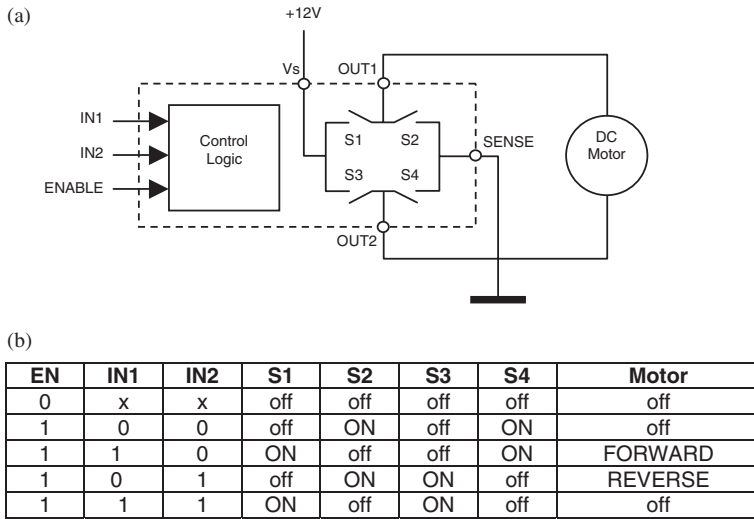 (a)
+12V
Vs
OUT1
IN1
IN2
ENABLE
Control
Logic
S1
S2
S3
S4
SENSE
DC
Motor
OUT2
(b)
EN IN1 IN2 S1 S2 S3 S4 Motor
0 x x off off off off off
1 0 0 off ON off ON off
1 1 0 ON off off ON FORWARD
1 0 1 off ON off off REVERSE
1 1 1 ON off ON off off